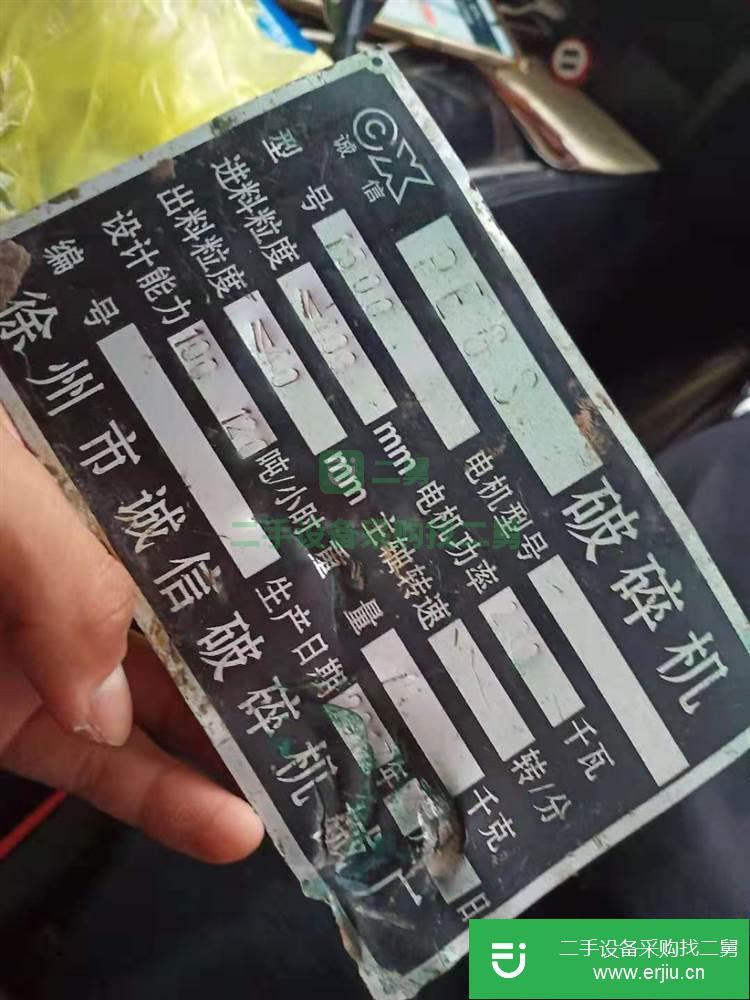 CX
诚信
破碎机
型号 1300 电机型号
进料粒度 ≤400 mm 电机功率 千瓦
出料粒度 ≤40 mm 主轴转速 转/分
设计能力 100 120 吨/小时 重量 千克
编号 生产日期 年 日
徐州市诚信破碎机械厂
二舅
二手设备采购找二舅
二手设备采购找二舅
www.erjiu.cn